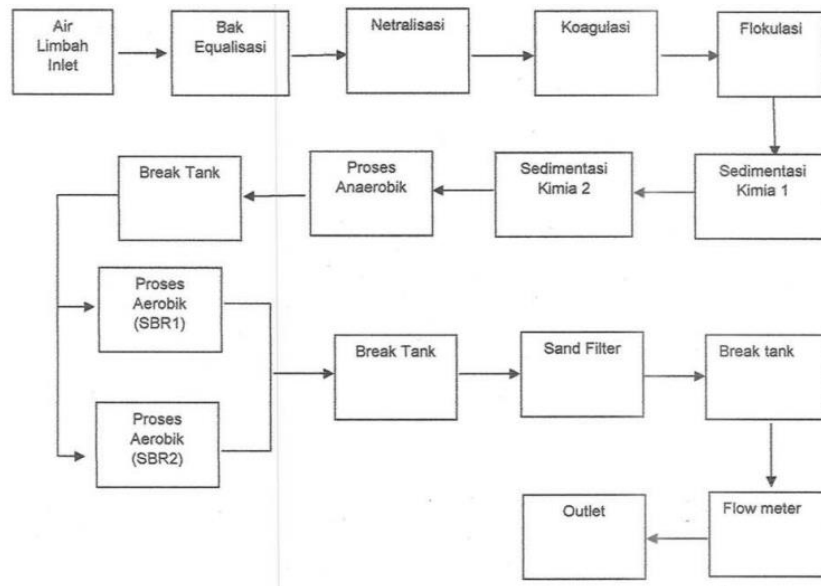 Air
Limbah
Inlet
Bak
Equalisasi
Netralisasi
Koagulasi
Flokulasi
Break Tank
Proses
Anaerobik
Sedimentasi
Kimia 2
Sedimentasi
Kimia 1
Proses
Aerobik
(SBR1)
Break Tank
Sand Filter
Break tank
Proses
Aerobik
(SBR2)
Outlet
Flow meter